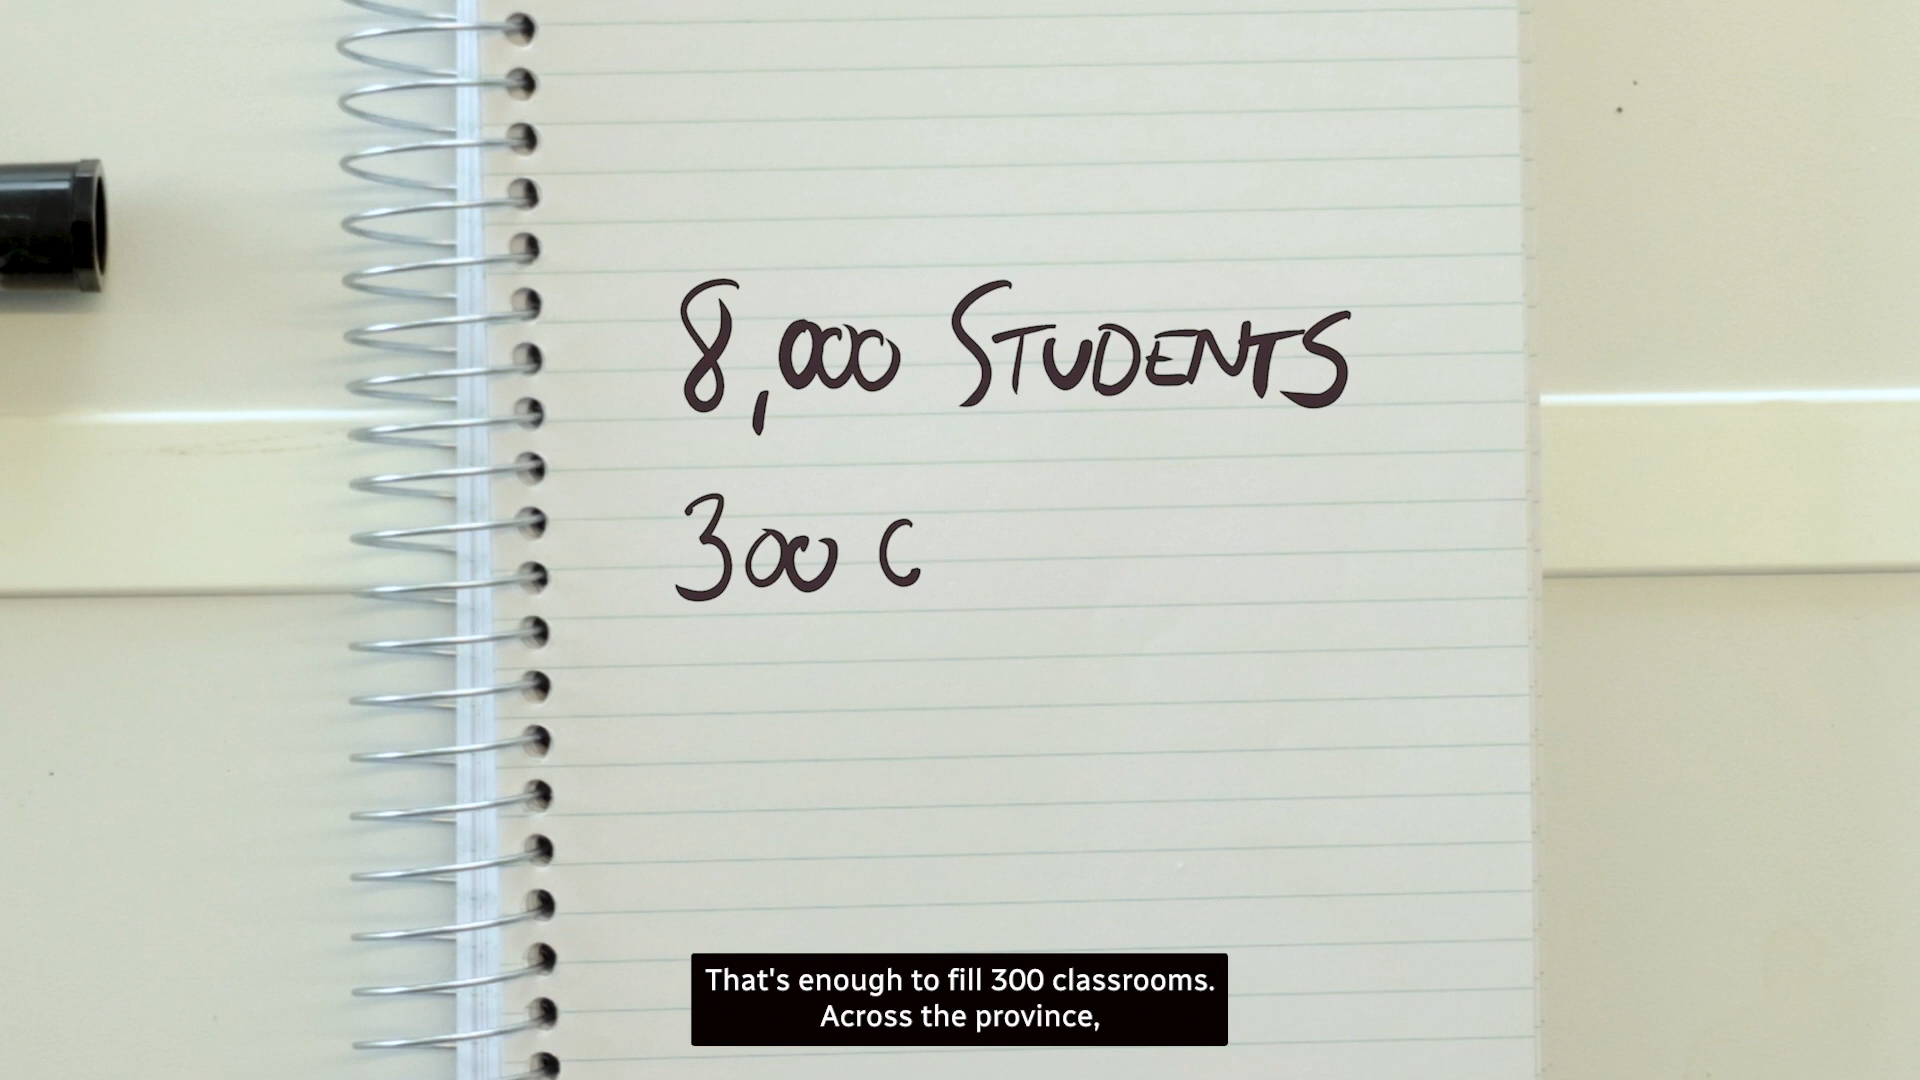 8,000 STUDENTS
300 C
That's enough to fill 300 classrooms.
Across the province,